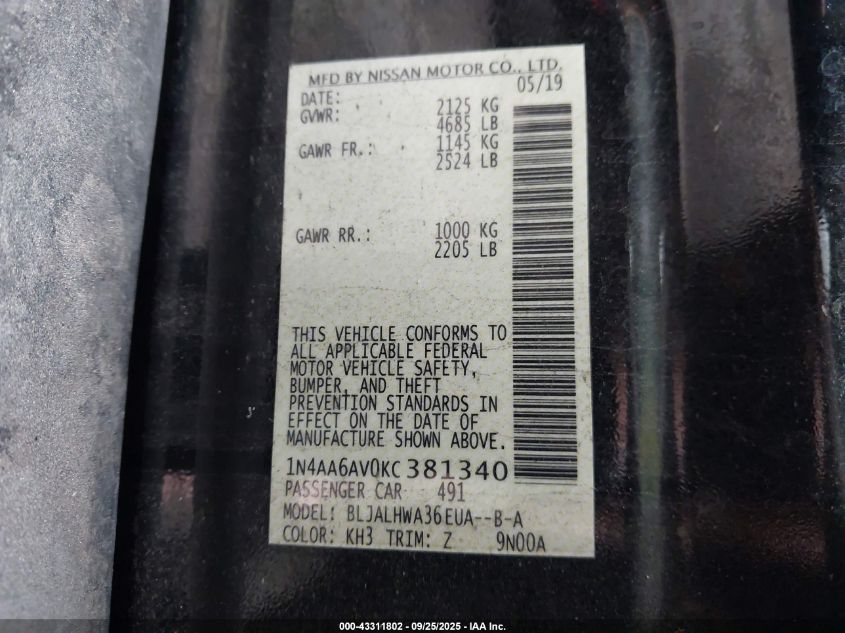 MFD BY NISSAN MOTOR CO., LTD.
DATE: 05/19
GVWR: 2125 KG
4685 LB
GAWR FR.: 1145 KG
2524 LB
GAWR RR.: 1000 KG
2205 LB
THIS VEHICLE CONFORMS TO
ALL APPLICABLE FEDERAL
MOTOR VEHICLE SAFETY,
BUMPER, AND THEFT
PREVENTION STANDARDS IN
EFFECT ON THE DATE OF
MANUFACTURE SHOWN ABOVE.
1N4AA6AV0KC381340
PASSENGER CAR 491
MODEL: BLJALHWA36EUA--B-A
COLOR: KH3 TRIM: Z 9N00A
000-43311802 - 09/25/2025 - IAA Inc.